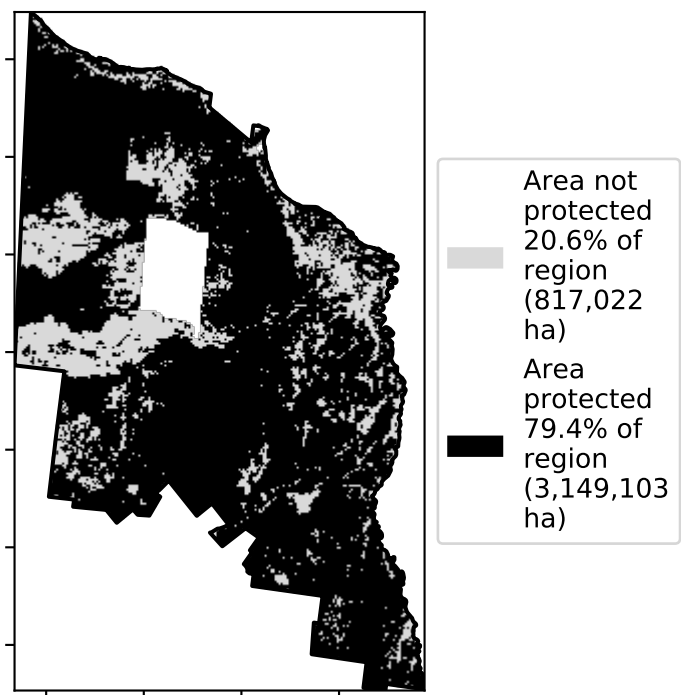 Area not
protected
20.6% of
region
(817,022
ha)
Area
protected
79.4% of
region
(3,149,103
ha)